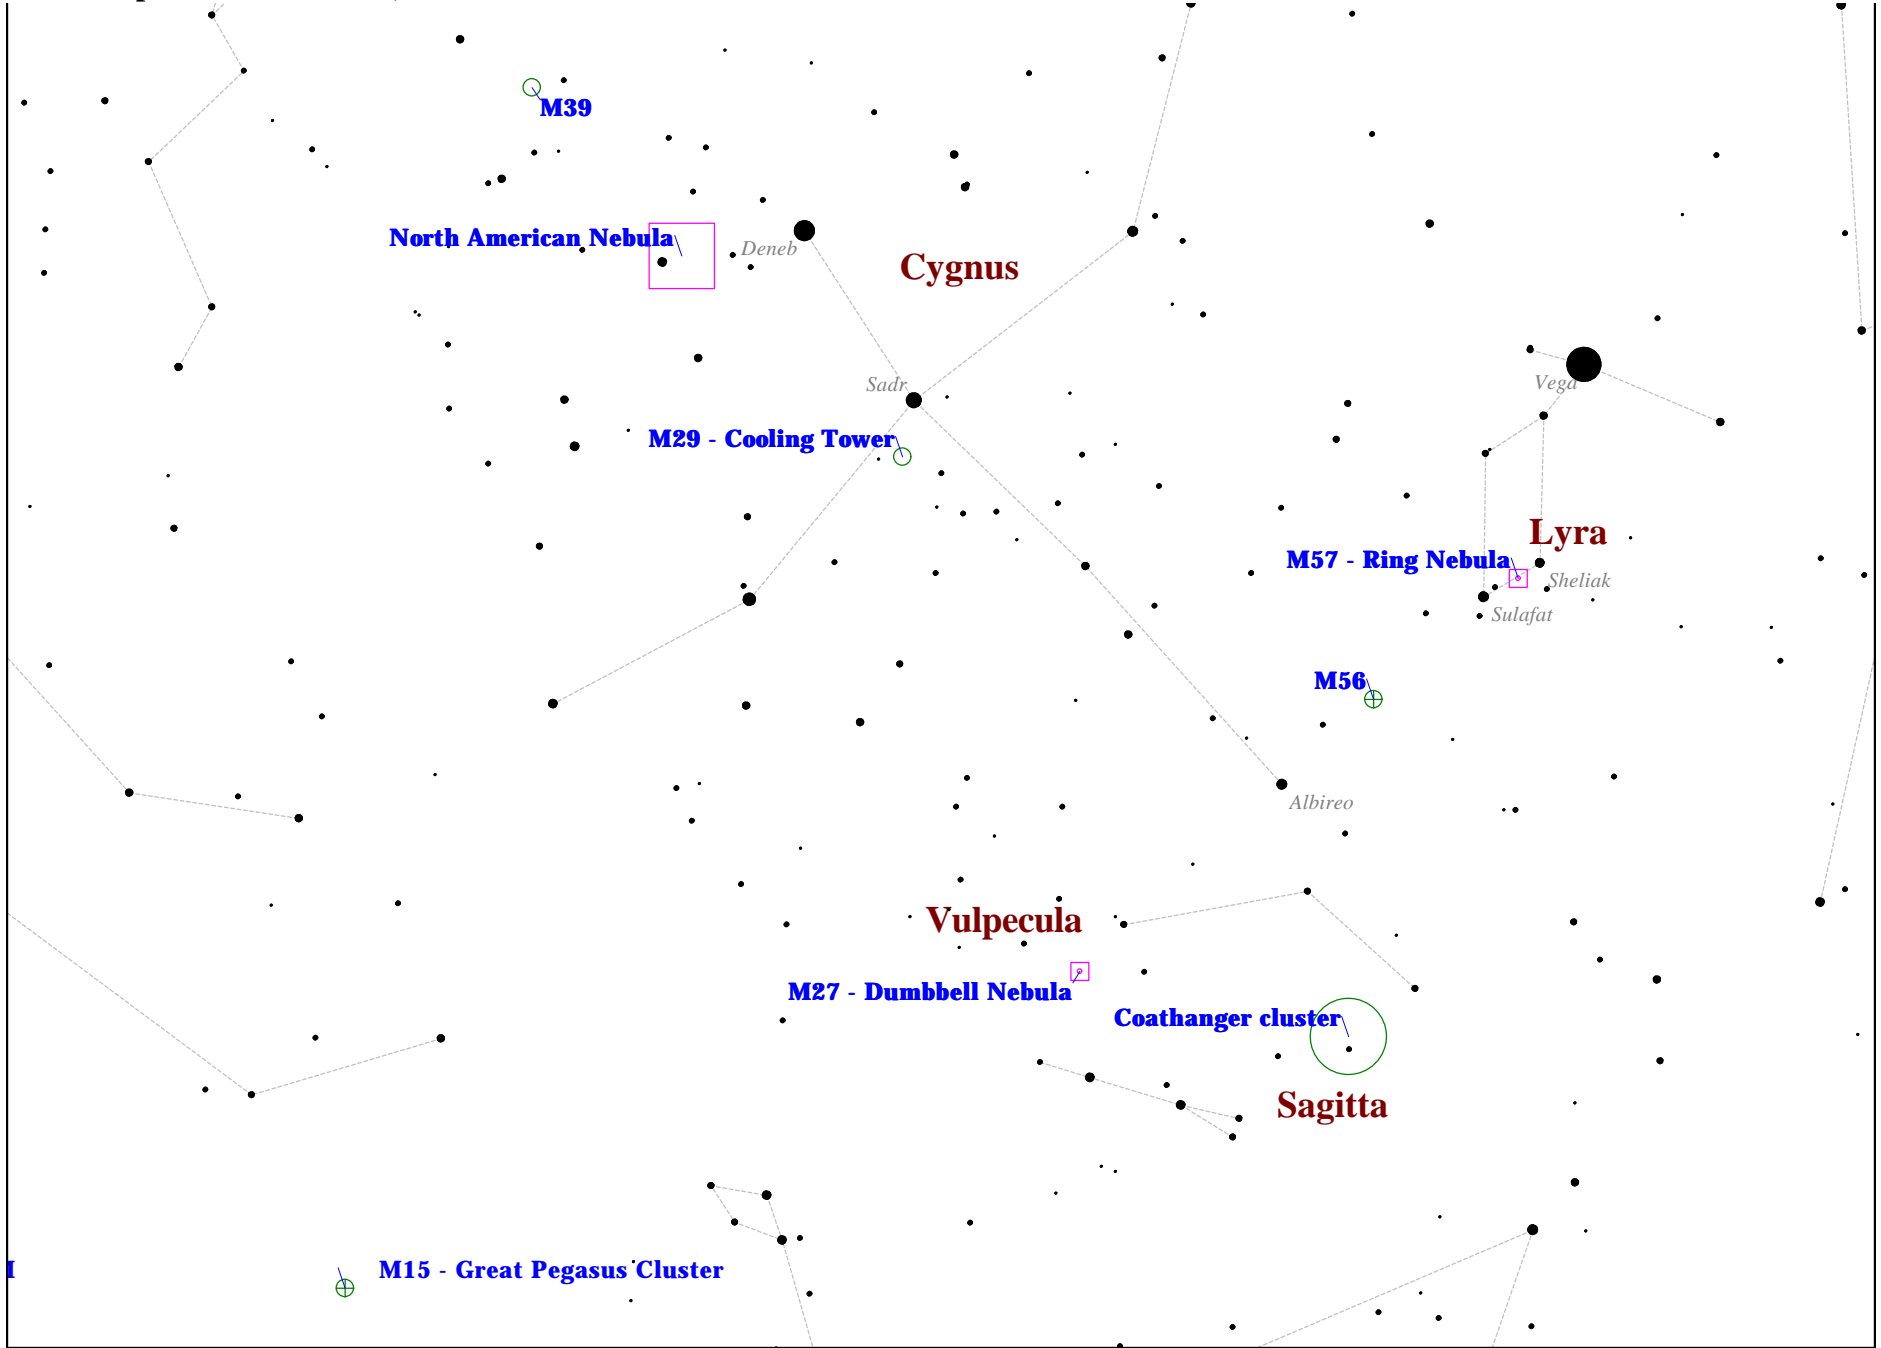 M39
North American Nebula
Deneb
Cygnus
Sadr
Vega
M29 - Cooling Tower
Lyra
M57 - Ring Nebula
Sheliak
Sulafat
M56
Albireo
Vulpecula
M27 - Dumbbell Nebula
Coathanger cluster
Sagitta
M15 - Great Pegasus Cluster